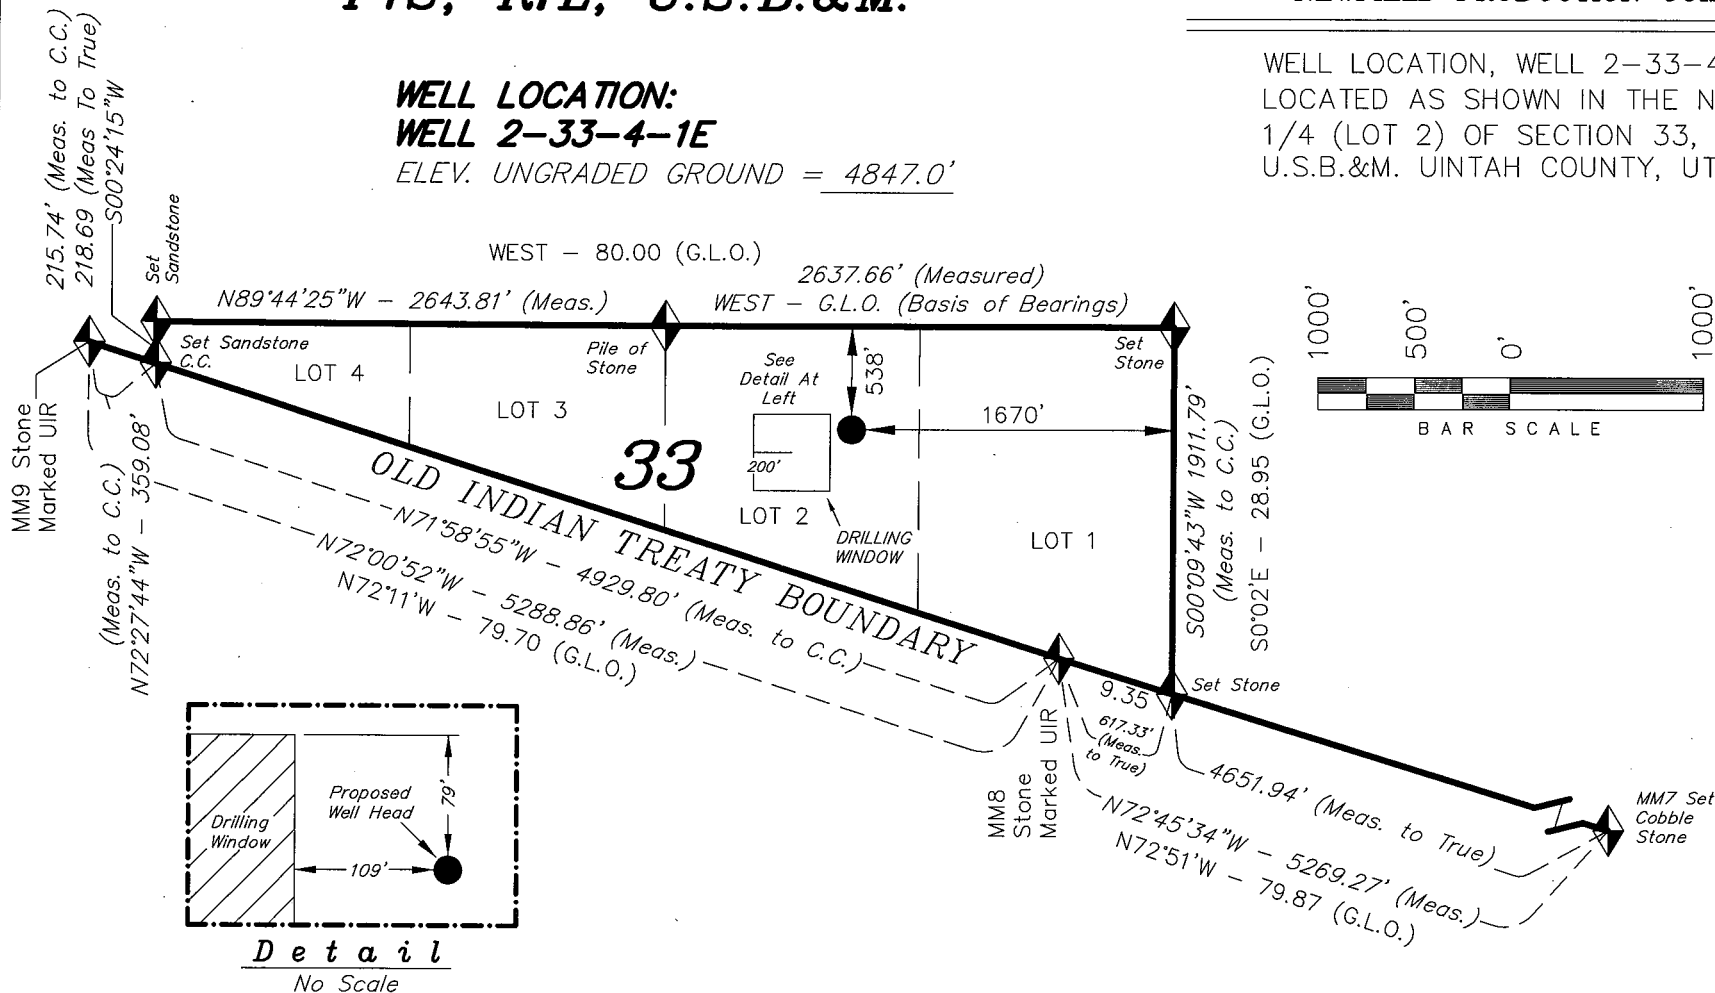 WELL LOCATION:
WELL 2-33-4-1E
ELEV. UNGRADED GROUND = 4847.0'
WELL LOCATION, WELL 2-33-4
LOCATED AS SHOWN IN THE N
1/4 (LOT 2) OF SECTION 33,
U.S.B.&M. UINTAH COUNTY, UT
215.74' (Meas. to C.C.)
218.69 (Meas To True)
S00°24'15"W
Set
Sandstone
WEST - 80.00 (G.L.O.)
N89°44'25"W - 2643.81' (Meas.)
2637.66' (Measured)
WEST - G.L.O. (Basis of Bearings)
Set Sandstone
C.C.
LOT 4
LOT 3
Pile of
Stone
See
Detail At
Left
538'
Set
Stone
1670'
33
200'
LOT 2
DRILLING
WINDOW
LOT 1
1000'
500'
0'
1000'
BAR SCALE
MM9 Stone
Marked UIR
(Meas. to C.C.)
N72°27'44"W - 359.08'
OLD INDIAN TREATY BOUNDARY
N71°58'55"W - 4929.80' (Meas. to C.C.)
N72°00'52"W - 5288.86' (Meas.)
N72°11'W - 79.70 (G.L.O.)
S00°09'43"W 1911.79'
(Meas. to C.C.)
S0°02'E - 28.95 (G.L.O.)
9.35
Set Stone
617.33'
(Meas.
to True)
MM8
Stone
Marked UIR
4651.94' (Meas. to True)
N72°45'34"W - 5269.27' (Meas.)
N72°51'W - 79.87 (G.L.O.)
MM7 Set
Cobble
Stone
Drilling
Window
Proposed
Well Head
79'
109'
Detail
No Scale